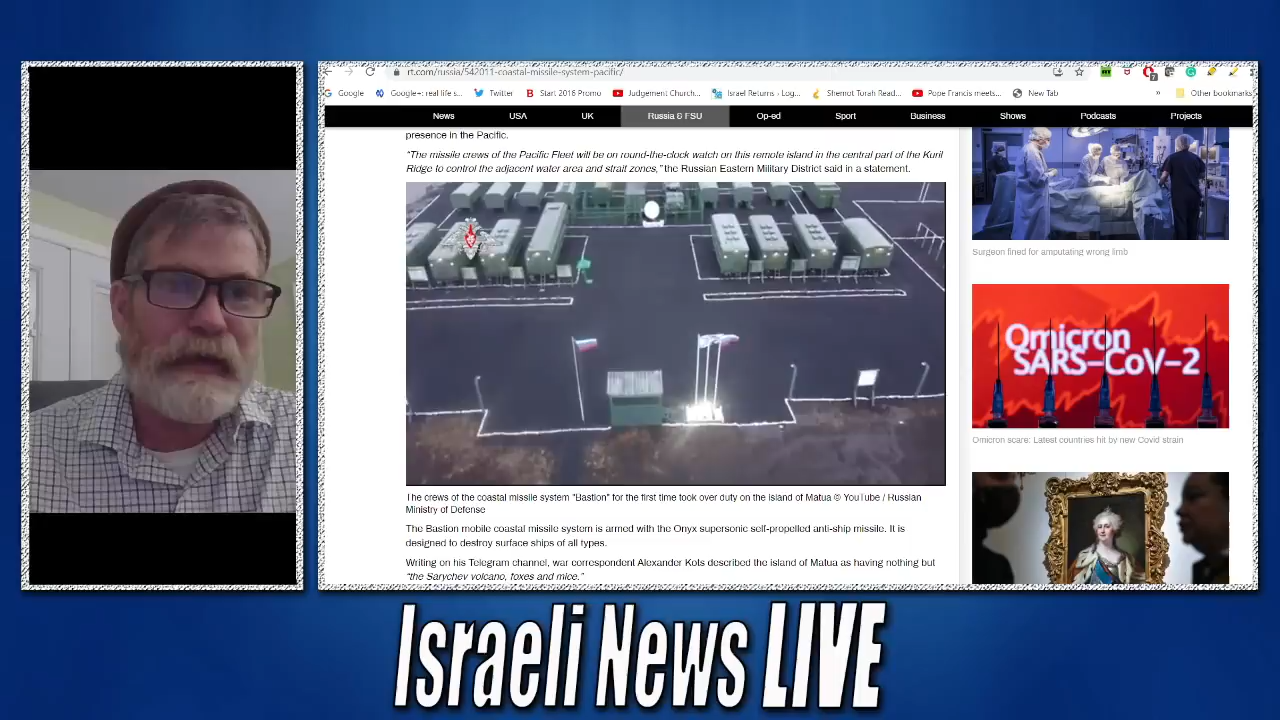 rt.com/russia/542011-coastal-missile-system-pacific/
Google
Google+: real life s...
Twitter
Start 2016 Promo
Judgement Church...
Israel Returns › Log...
Shemot Torah Read...
Pope Francis meets...
New Tab
»
Other bookmarks
News
USA
UK
Russia & FSU
Op-ed
Sport
Business
Shows
Podcasts
Projects
presence in the Pacific.
“The missile crews of the Pacific Fleet will be on round-the-clock watch on this remote island in the central part of the Kuril
Ridge to control the adjacent water area and strait zones,” the Russian Eastern Military District said in a statement.
The crews of the coastal missile system "Bastion" for the first time took over duty on the island of Matua © YouTube / Russian
Ministry of Defense
The Bastion mobile coastal missile system is armed with the Onyx supersonic self-propelled anti-ship missile. It is
designed to destroy surface ships of all types.
Writing on his Telegram channel, war correspondent Alexander Kots described the island of Matua as having nothing but
“the Sarychev volcano, foxes and mice.”
Surgeon fined for amputating wrong limb
Omicron
SARS-CoV-2
Omicron scare: Latest countries hit by new Covid strain
Israeli News LIVE